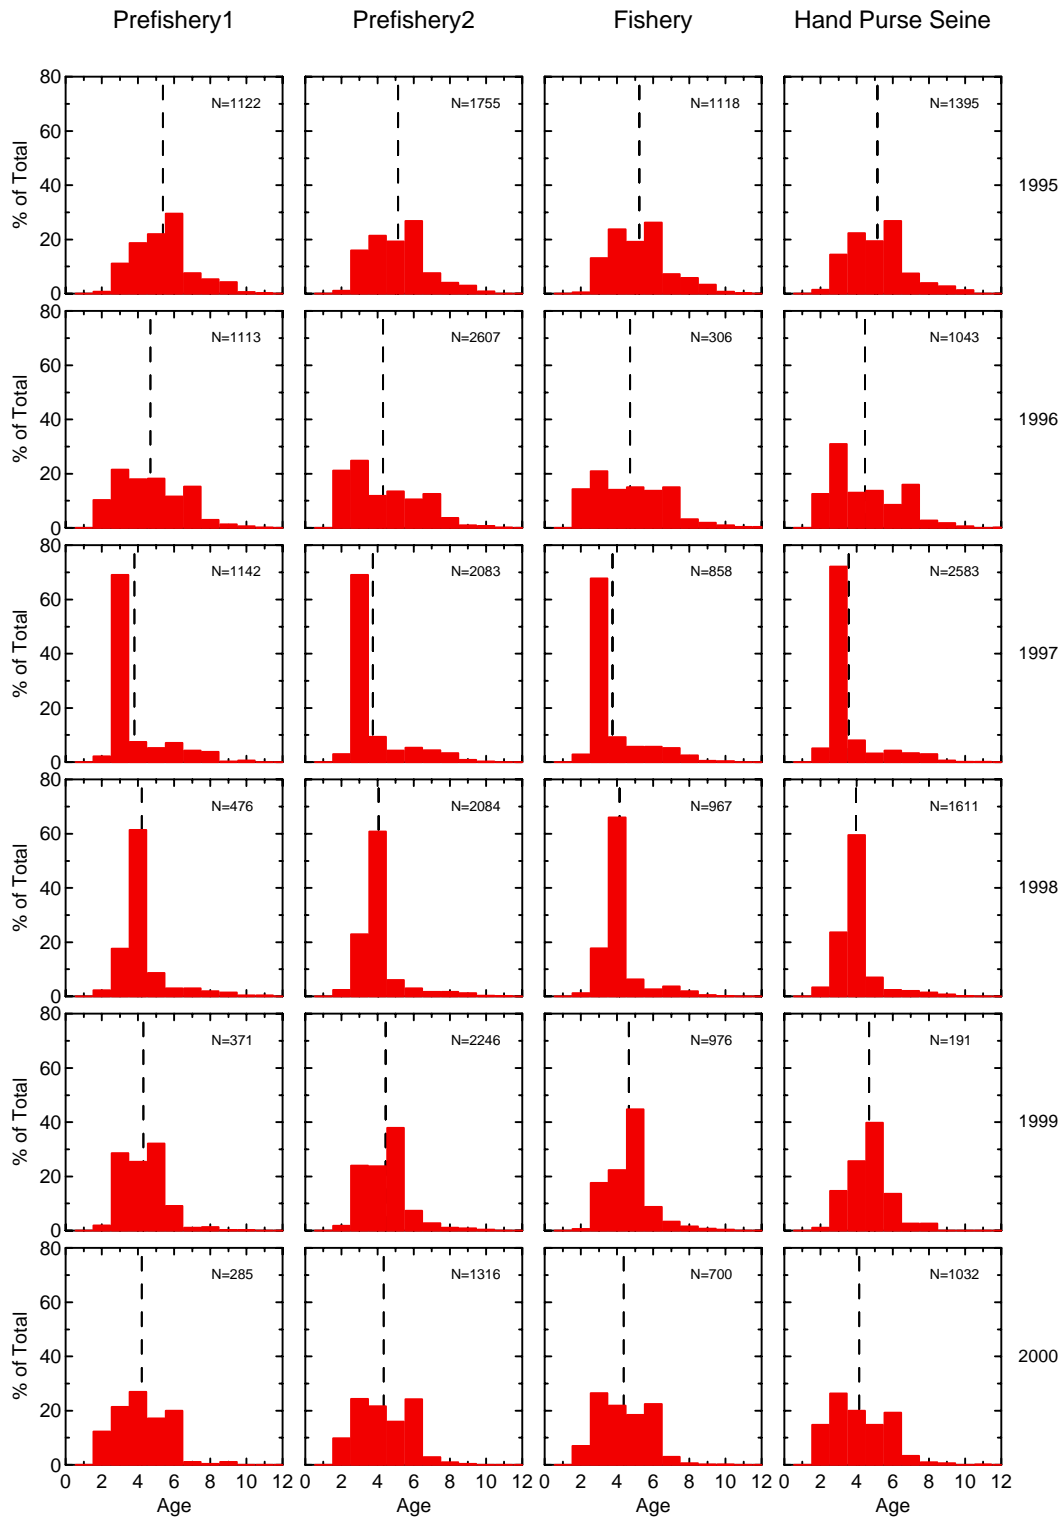 Prefishery1 Prefishery2 Fishery Hand Purse Seine
80
60
40
20
0
% of Total
N=1122
N=1755
N=1118
N=1395
1995
80
60
40
20
0
% of Total
N=1113
N=2607
N=306
N=1043
1996
80
60
40
20
0
% of Total
N=1142
N=2083
N=858
N=2583
1997
80
60
40
20
0
% of Total
N=476
N=2084
N=967
N=1611
1998
80
60
40
20
0
% of Total
N=371
N=2246
N=976
N=191
1999
80
60
40
20
0
% of Total
N=285
N=1316
N=700
N=1032
2000
0 2 4 6 8 10 12 2 4 6 8 10 12 2 4 6 8 10 12 2 4 6 8 10 12
Age Age Age Age